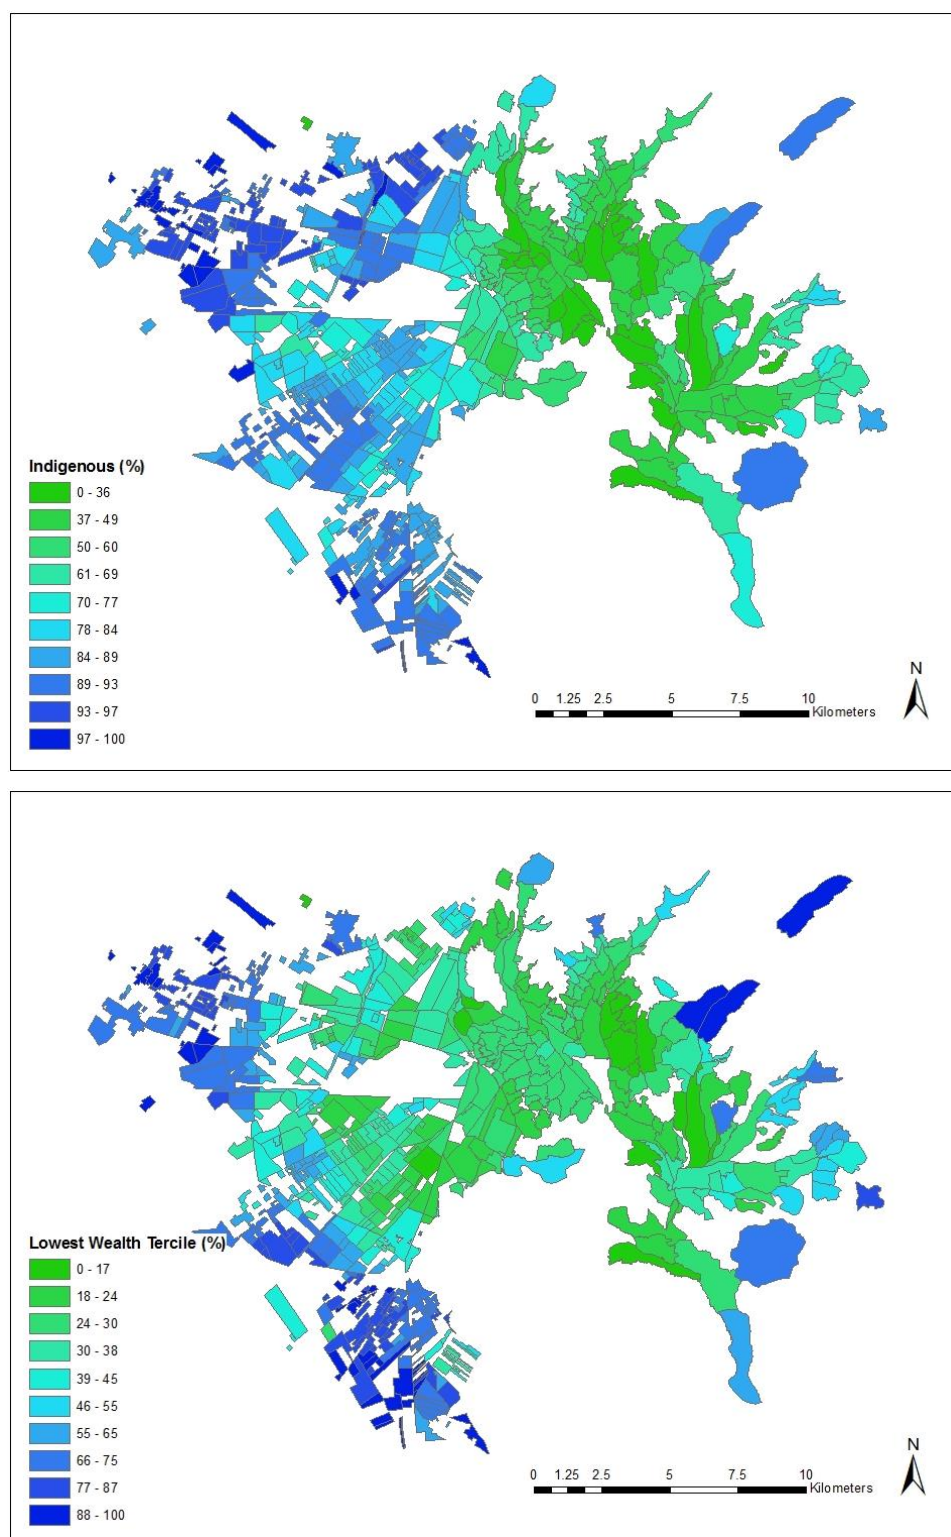 Indigenous (%)
0 - 36
37 - 49
50 - 60
61 - 69
70 - 77
78 - 84
84 - 89
89 - 93
93 - 97
97 - 100
N
0 1.25 2.5 5 7.5 10
Kilometers
Lowest Wealth Tercile (%)
0 - 17
18 - 24
24 - 30
30 - 38
39 - 45
46 - 55
55 - 65
66 - 75
77 - 87
88 - 100
N
0 1.25 2.5 5 7.5 10
Kilometers